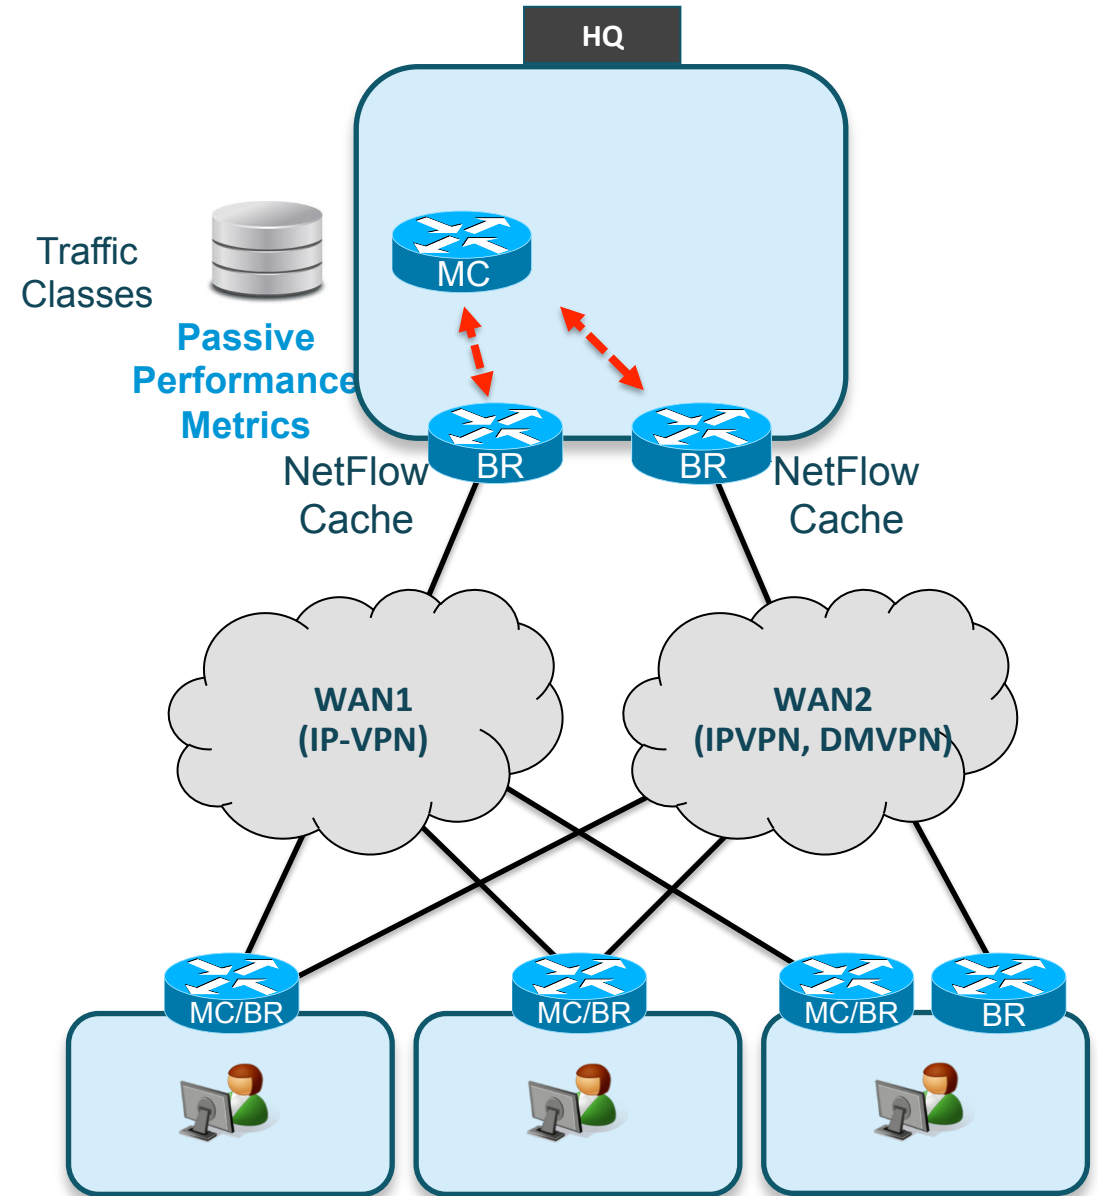 HQ
Traffic
Classes
MC
Passive
Performance
Metrics
BR
BR
NetFlow
Cache
NetFlow
Cache
WAN1
(IP-VPN)
WAN2
(IPVPN, DMVPN)
MC/BR
MC/BR
MC/BR
BR